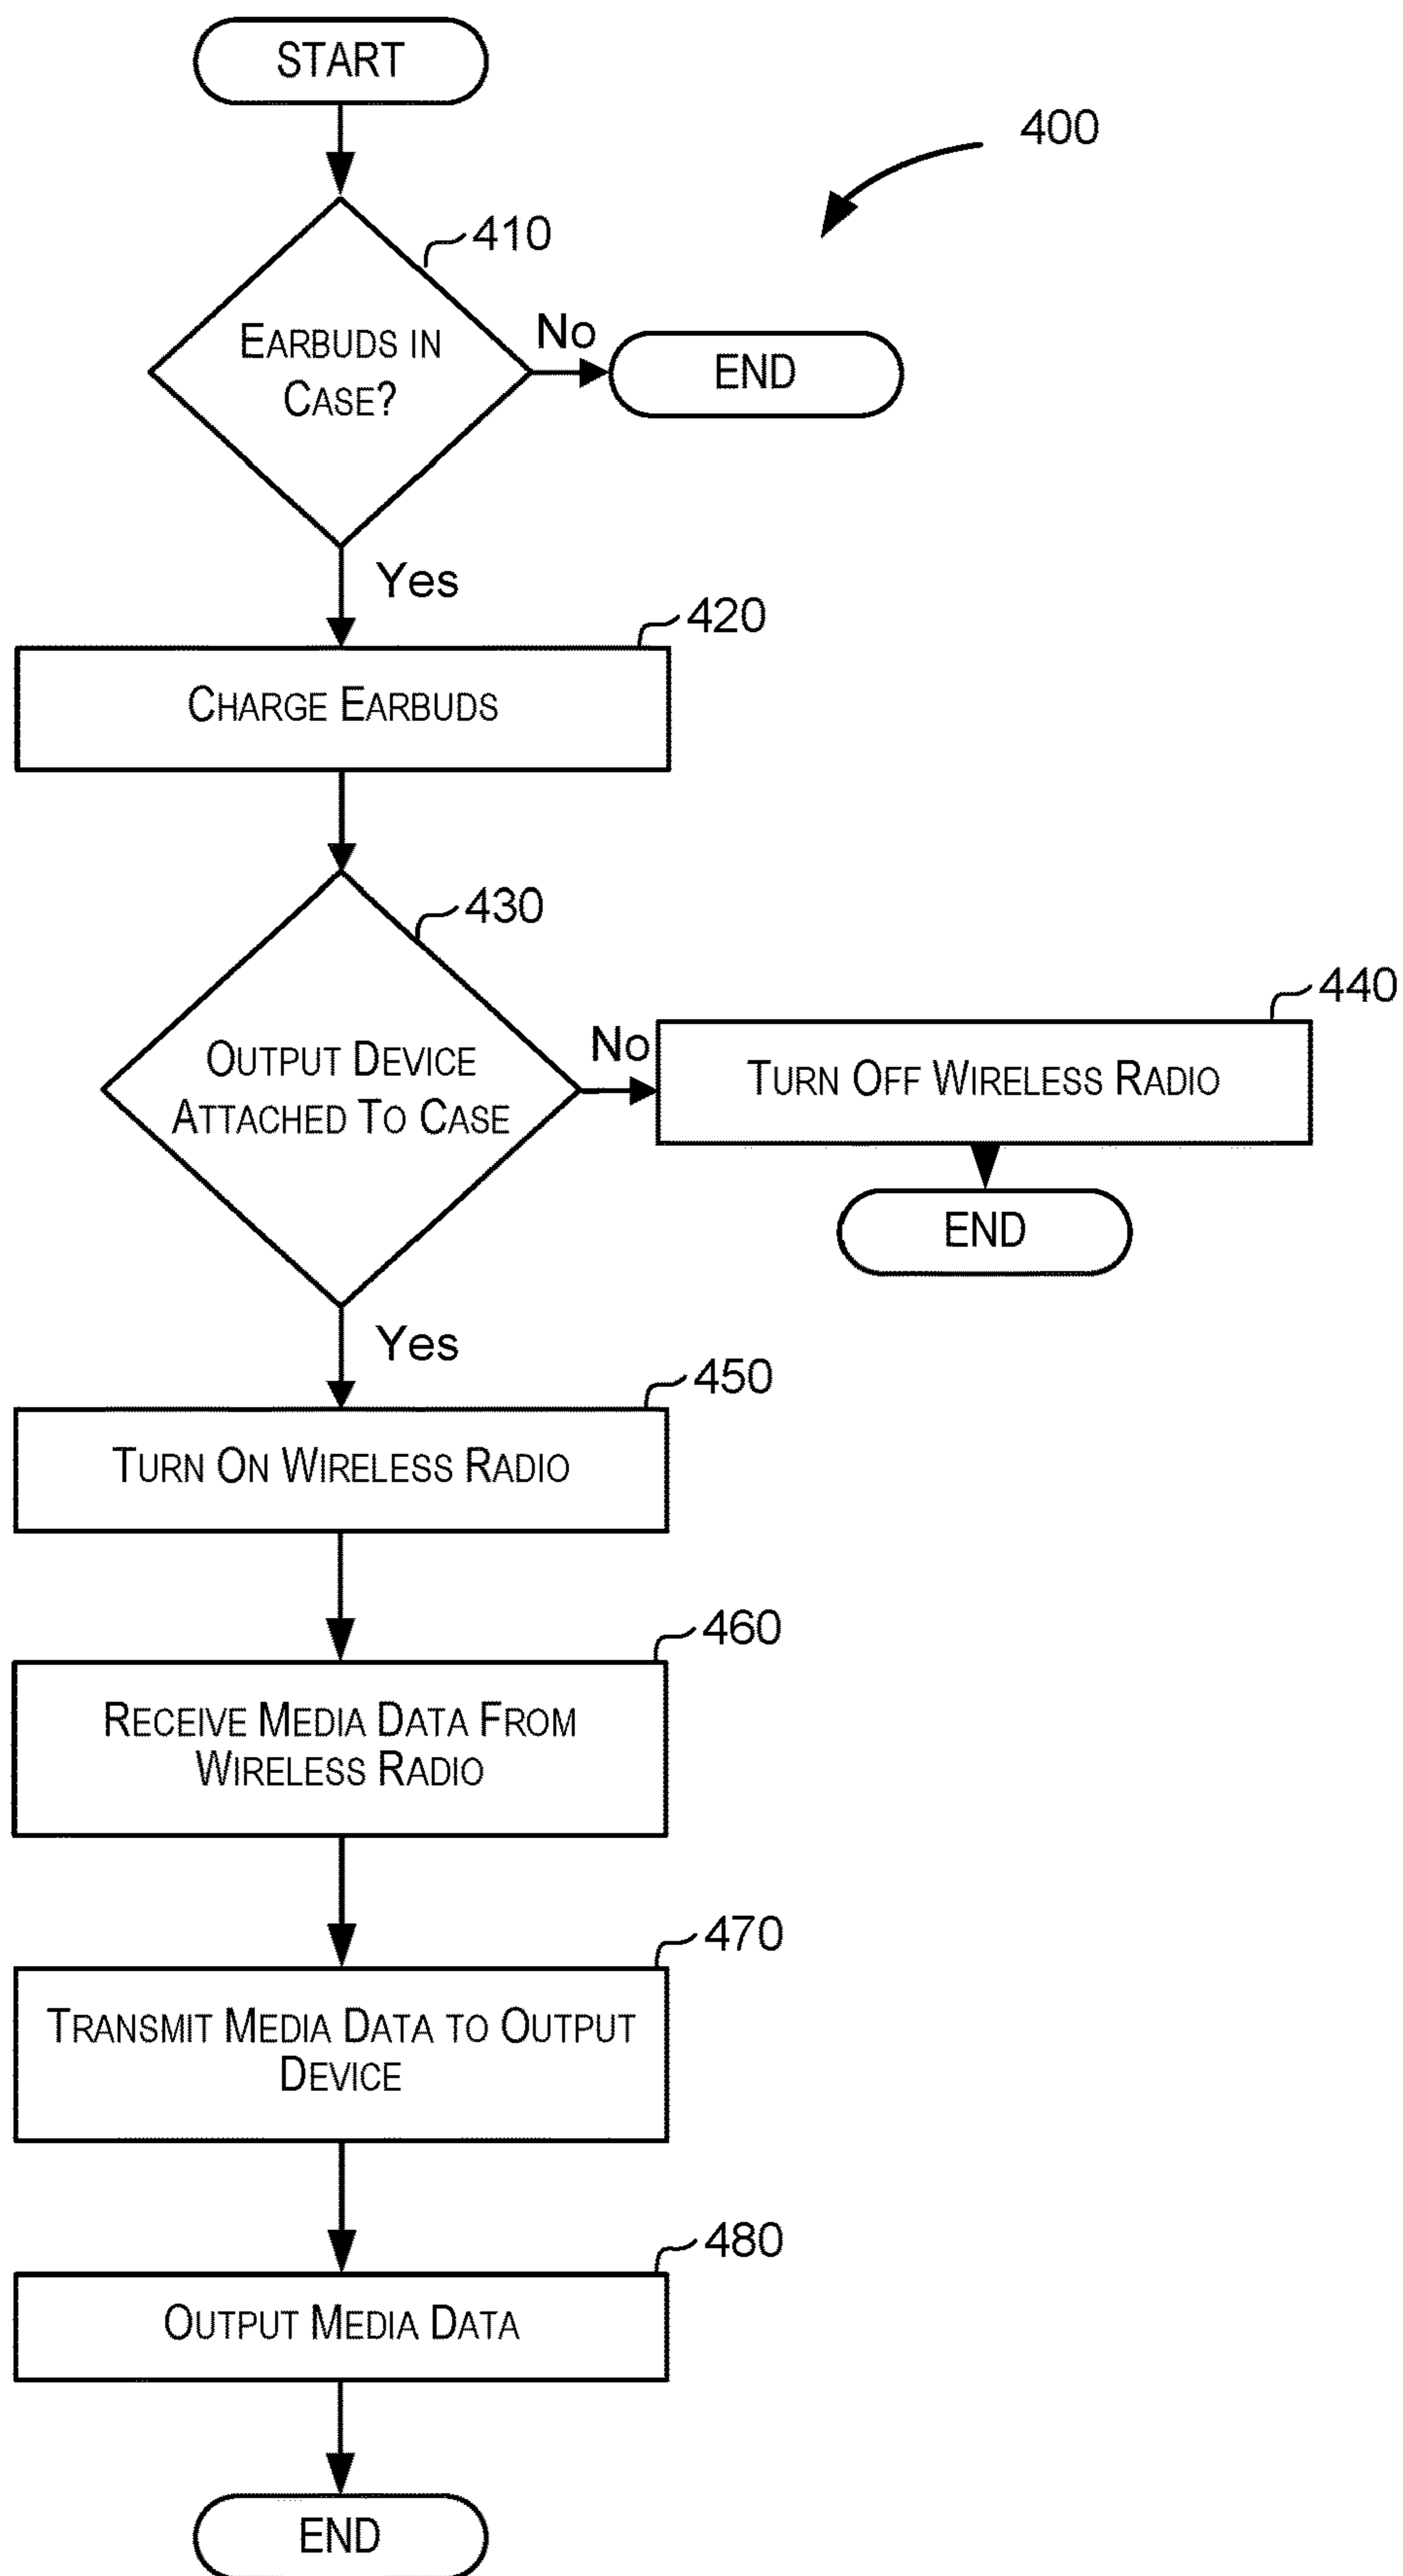 START
400
410
EARBUDS IN
CASE?
No
END
Yes
420
CHARGE EARBUDS
430
OUTPUT DEVICE
ATTACHED TO CASE
No
440
TURN OFF WIRELESS RADIO
END
Yes
450
TURN ON WIRELESS RADIO
460
RECEIVE MEDIA DATA FROM
WIRELESS RADIO
470
TRANSMIT MEDIA DATA TO OUTPUT
DEVICE
480
OUTPUT MEDIA DATA
END